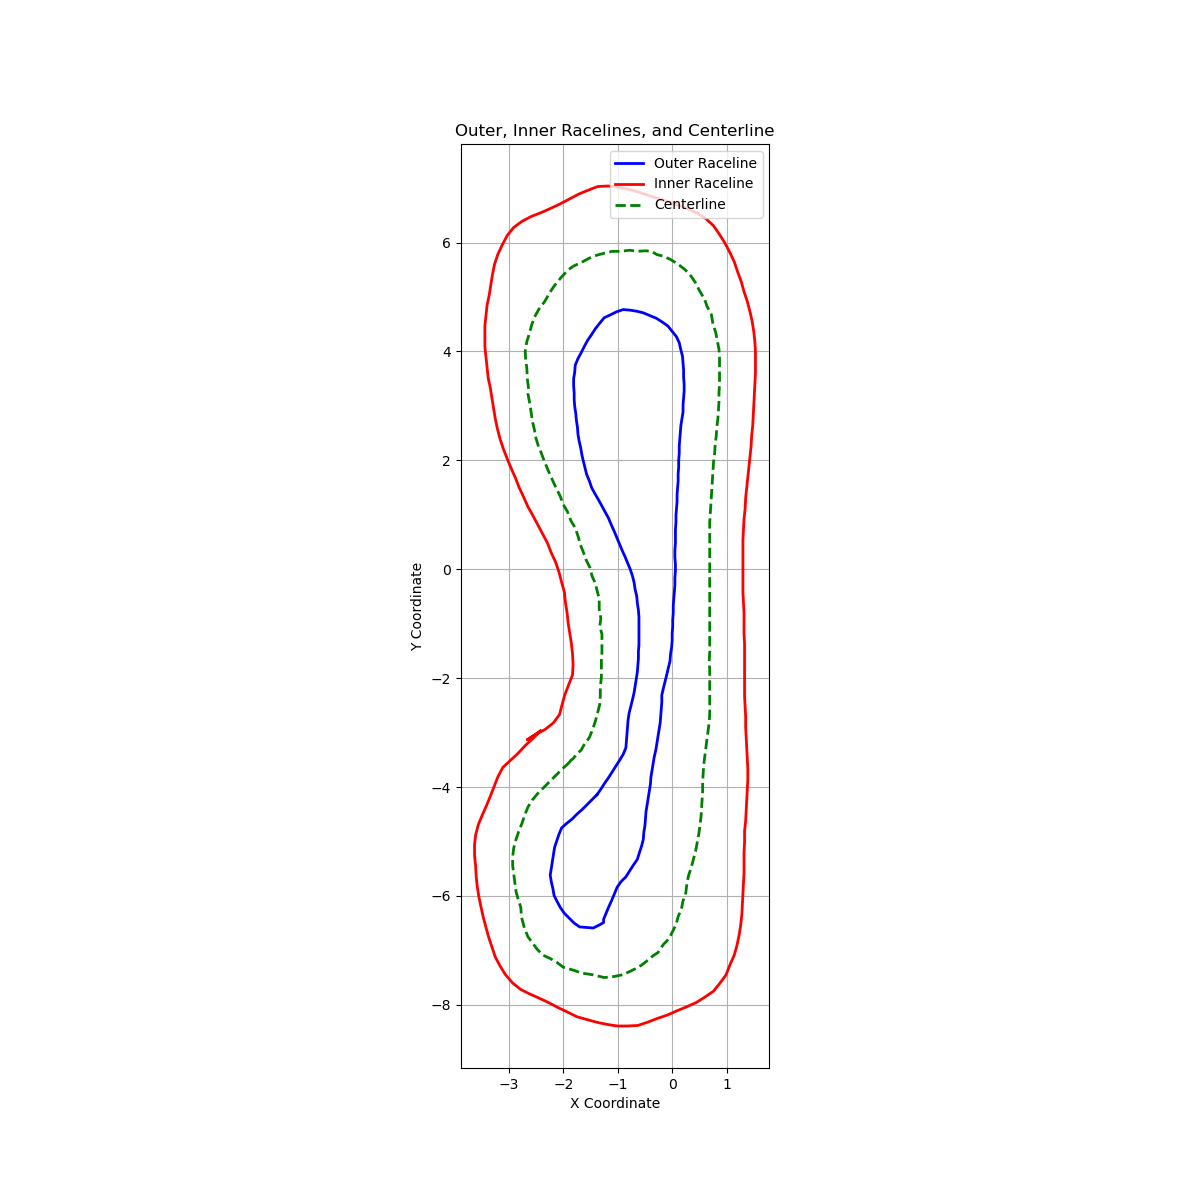 Outer, Inner Racelines, and Centerline
Outer Raceline
Inner Raceline
Centerline
6
4
2
0
−2
−4
−6
−8
Y Coordinate
−3 −2 −1 0 1
X Coordinate